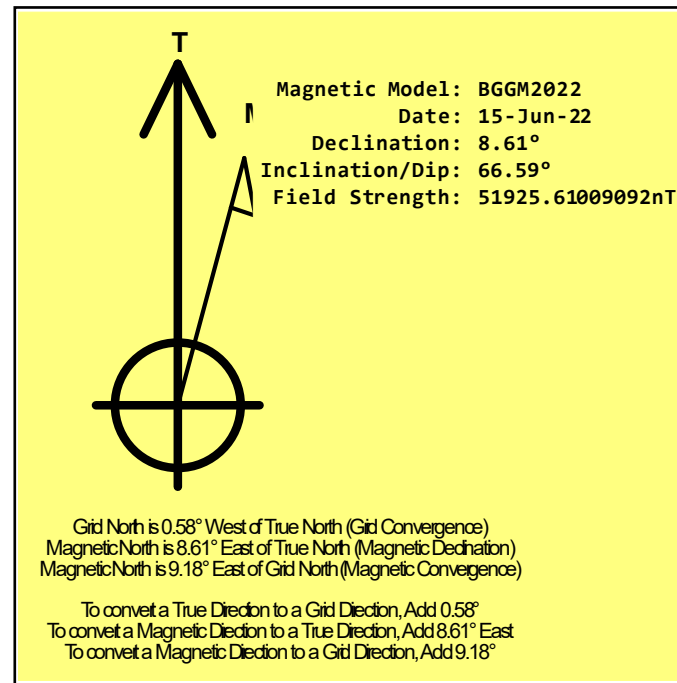 T
M
Magnetic Model: BGGM2022
Date: 15-Jun-22
Declination: 8.61°
Inclination/Dip: 66.59°
Field Strength: 51925.61009092nT
Grid North is 0.58° West of True North (Grid Convergence)
Magnetic North is 8.61° East of True North (Magnetic Declination)
Magnetic North is 9.18° East of Grid North (Magnetic Convergence)
To convert a True Direction to a Grid Direction, Add 0.58°
To convert a Magnetic Direction to a True Direction, Add 8.61° East
To convert a Magnetic Direction to a Grid Direction, Add 9.18°